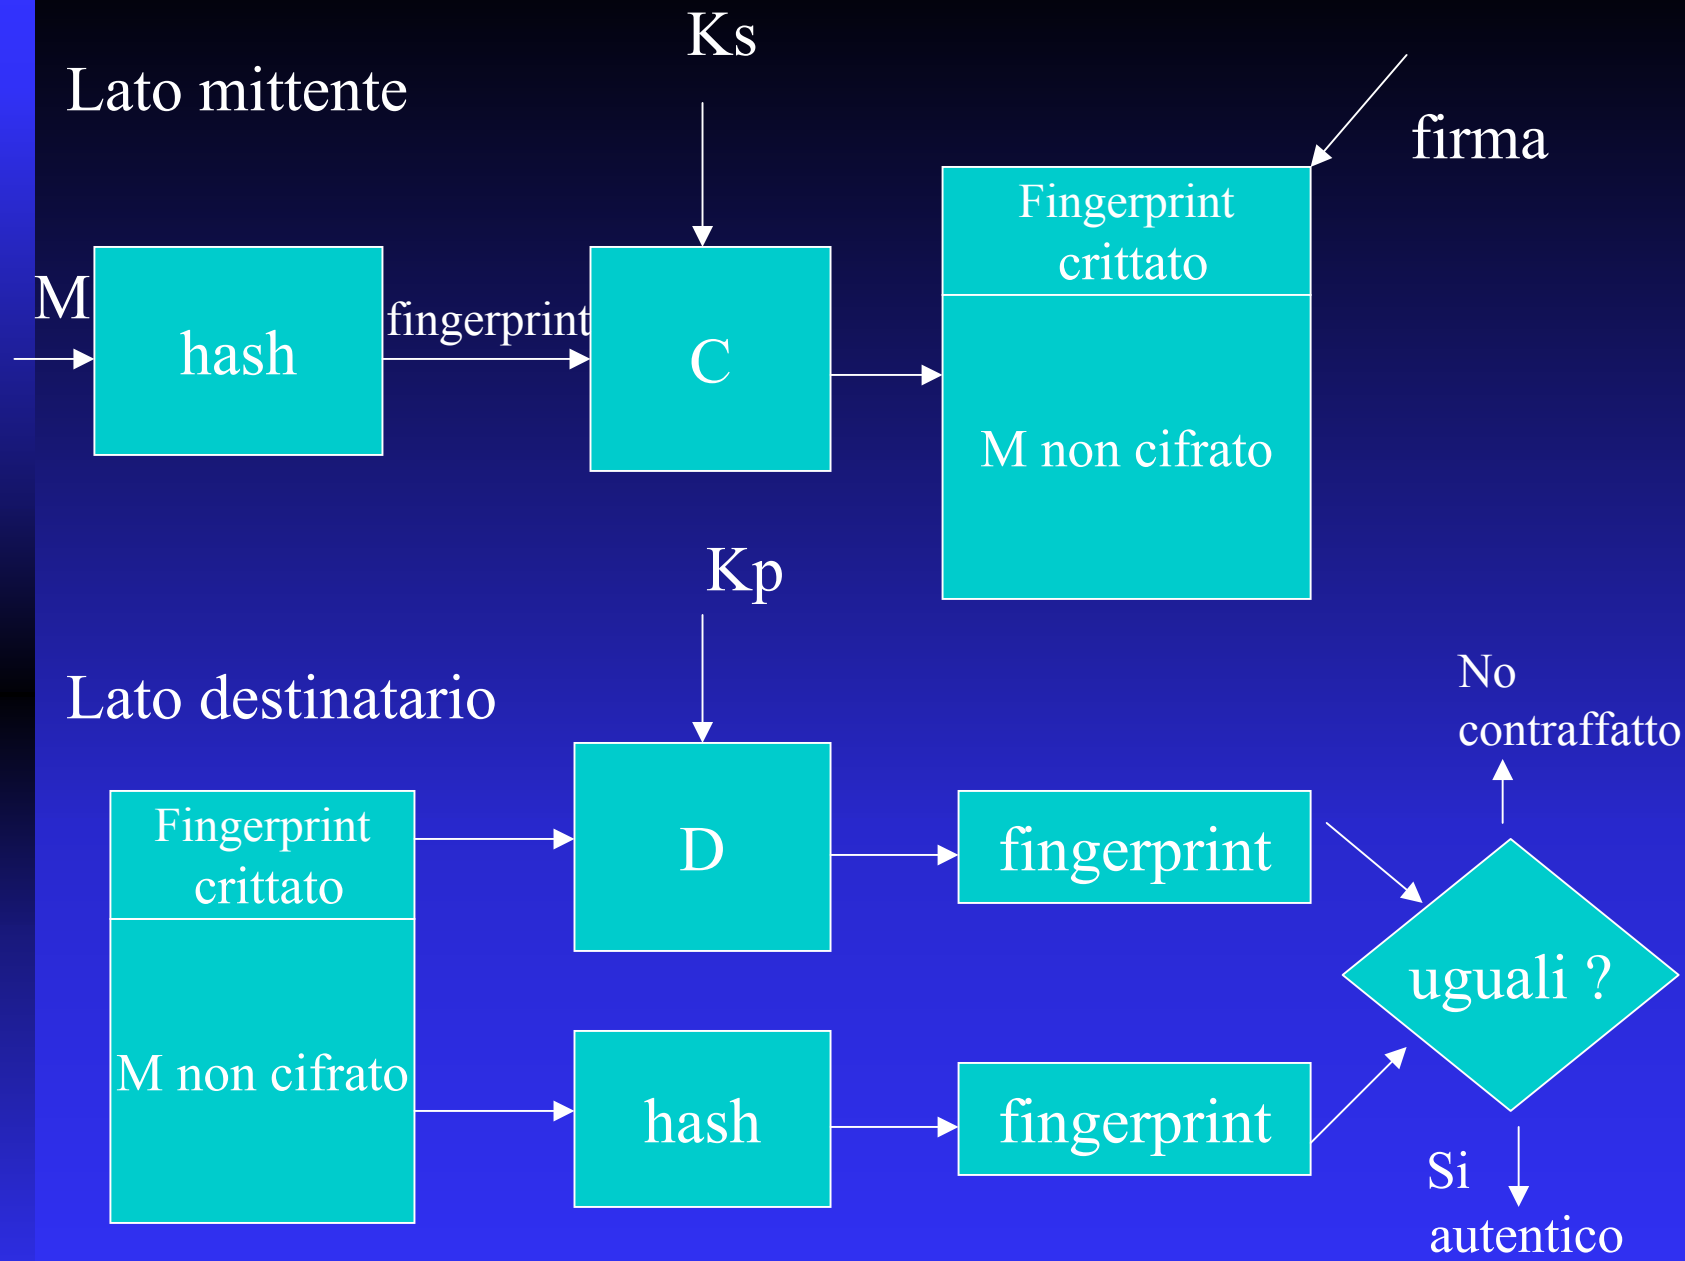 Ks
Lato mittente
firma
Fingerprint
crittato
M
fingerprint
hash
C
M non cifrato
Kp
Lato destinatario
No
contraffatto
Fingerprint
crittato
D
fingerprint
uguali ?
M non cifrato
hash
fingerprint
Si
autentico